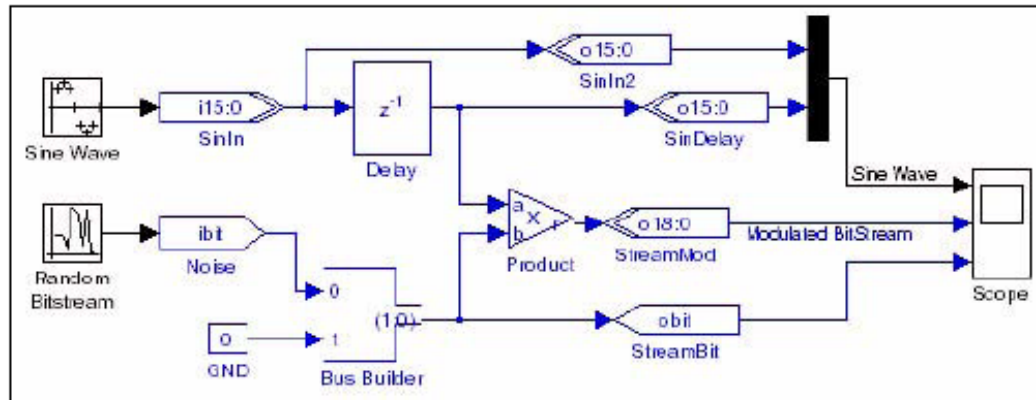 o15:0
SinIn2
i15:0
z-1
o15:0
Sine Wave
SinIn
Delay
SinDelay
Sine Wave
a
b
x
r
o18:0
ibit
Modulated BitStream
Product
StreamMod
Random
Bitstream
Noise
Scope
0
(1:0)
obit
0
1
GND
Bus Builder
StreamBit